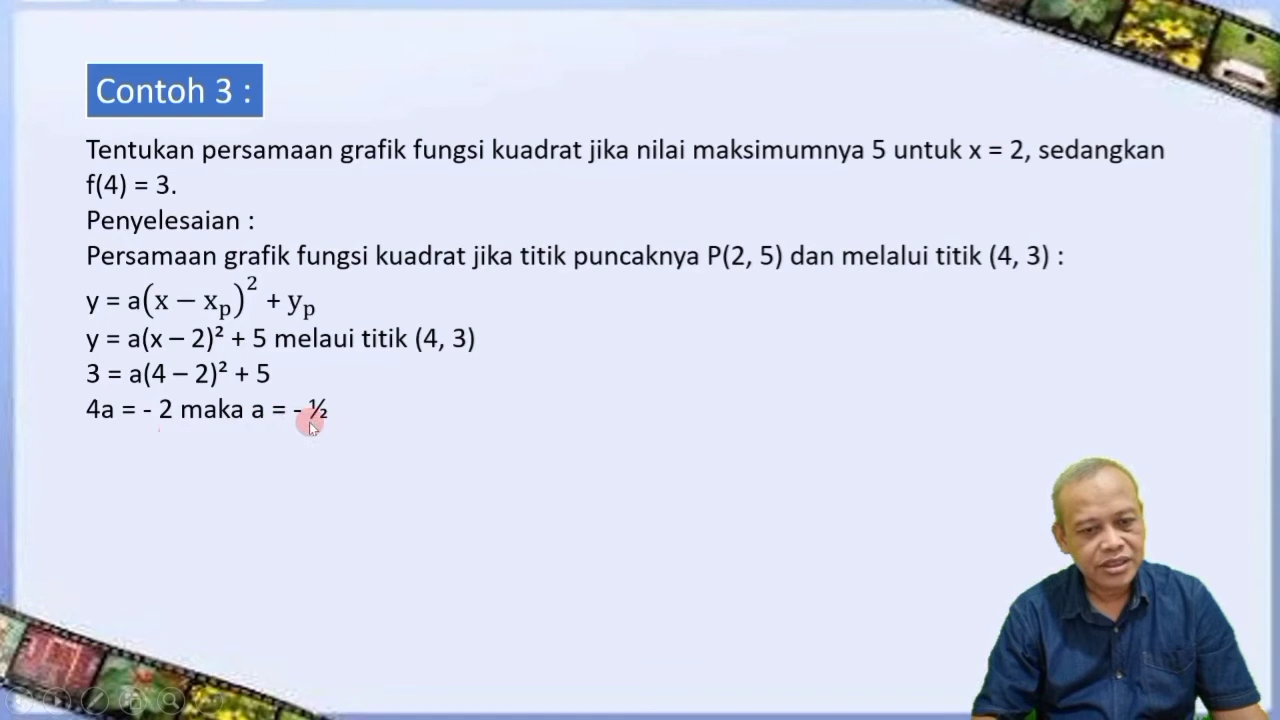 Contoh 3 :
Tentukan persamaan grafik fungsi kuadrat jika nilai maksimumnya 5 untuk x = 2, sedangkan
f(4) = 3.
Penyelesaian :
Persamaan grafik fungsi kuadrat jika titik puncaknya P(2, 5) dan melalui titik (4, 3) :
y = a(x – xₚ)² + yₚ
y = a(x – 2)² + 5 melaui titik (4, 3)
3 = a(4 – 2)² + 5
4a = - 2 maka a = - ½